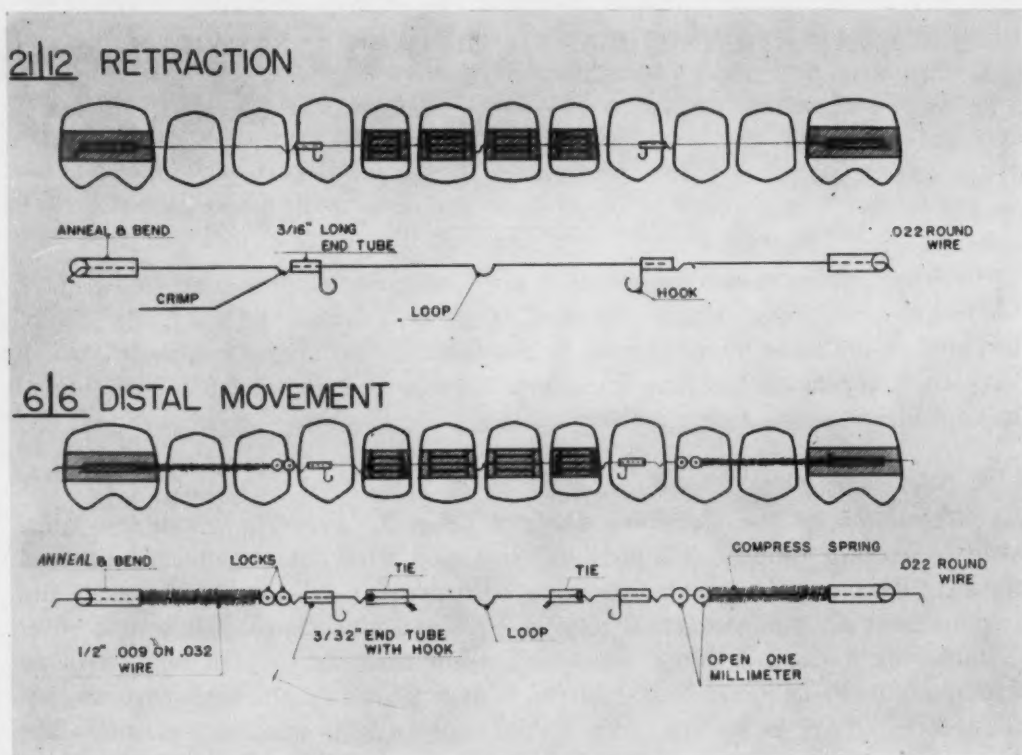 21|12 RETRACTION
ANNEAL & BEND
3/16" LONG
END TUBE
.022 ROUND
WIRE
CRIMP
LOOP
HOOK
6|6 DISTAL MOVEMENT
ANNEAL & BEND
LOCKS
TIE
TIE
COMPRESS SPRING
.022 ROUND
WIRE
1/2" .009 ON .032
WIRE
3/32" END TUBE
WITH HOOK
LOOP
OPEN ONE
MILLIMETER